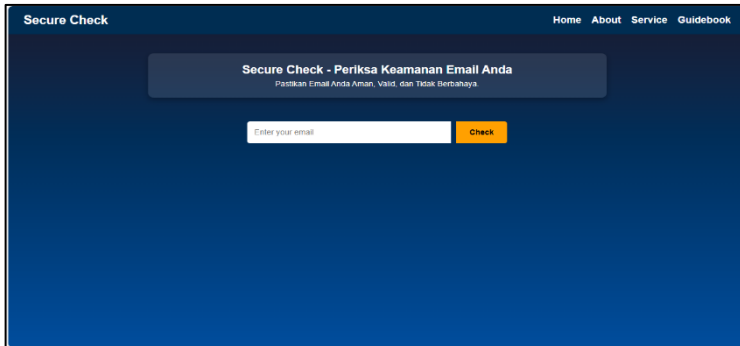 Secure Check
Home About Service Guidebook
Secure Check - Periksa Keamanan Email Anda
Pastikan Email Anda Aman, Valid, dan Tidak Berbahaya.
Enter your email
Check